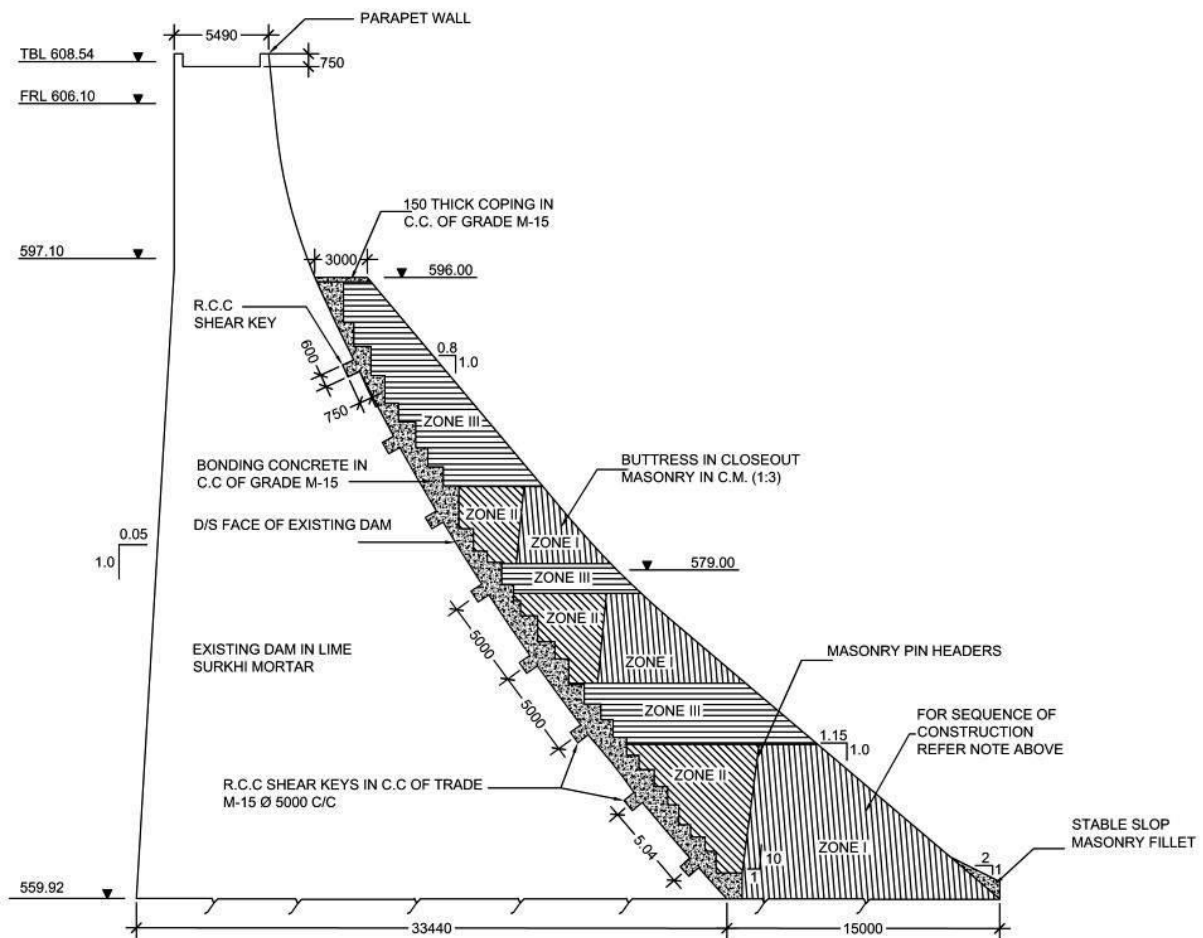 PARAPET WALL
5490
TBL 608.54
750
FRL 606.10
150 THICK COPING IN
C.C. OF GRADE M-15
597.10
3000
596.00
R.C.C
SHEAR KEY
0.8
1.0
600
750
ZONE III
BONDING CONCRETE IN
C.C OF GRADE M-15
BUTTRESS IN CLOSEOUT
MASONRY IN C.M. (1:3)
ZONE II
D/S FACE OF EXISTING DAM
0.05
1.0
ZONE I
579.00
ZONE III
ZONE II
5000
EXISTING DAM IN LIME
SURKHI MORTAR
ZONE I
MASONRY PIN HEADERS
5000
ZONE III
FOR SEQUENCE OF
CONSTRUCTION
REFER NOTE ABOVE
1.15
1.0
ZONE II
R.C.C SHEAR KEYS IN C.C OF TRADE
M-15 Ø 5000 C/C
STABLE SLOP
MASONRY FILLET
5.04
ZONE I
10
1
2
1
559.92
33440
15000